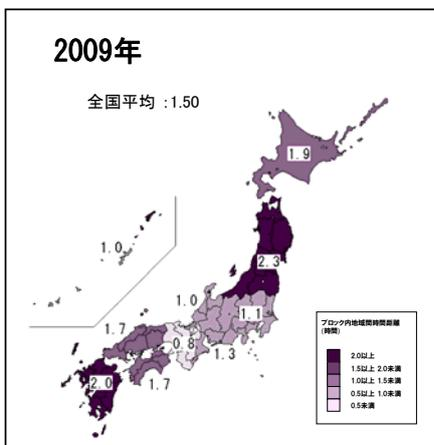 2009年
全国平均 :1.50
1.9
1.0
2.3
1.0
1.1
1.7
0.8
1.3
2.0
1.7
ブロック内地域間時間距離
(時間)
2.0以上
1.5以上 2.0未満
1.0以上 1.5未満
0.5以上 1.0未満
0.5未満